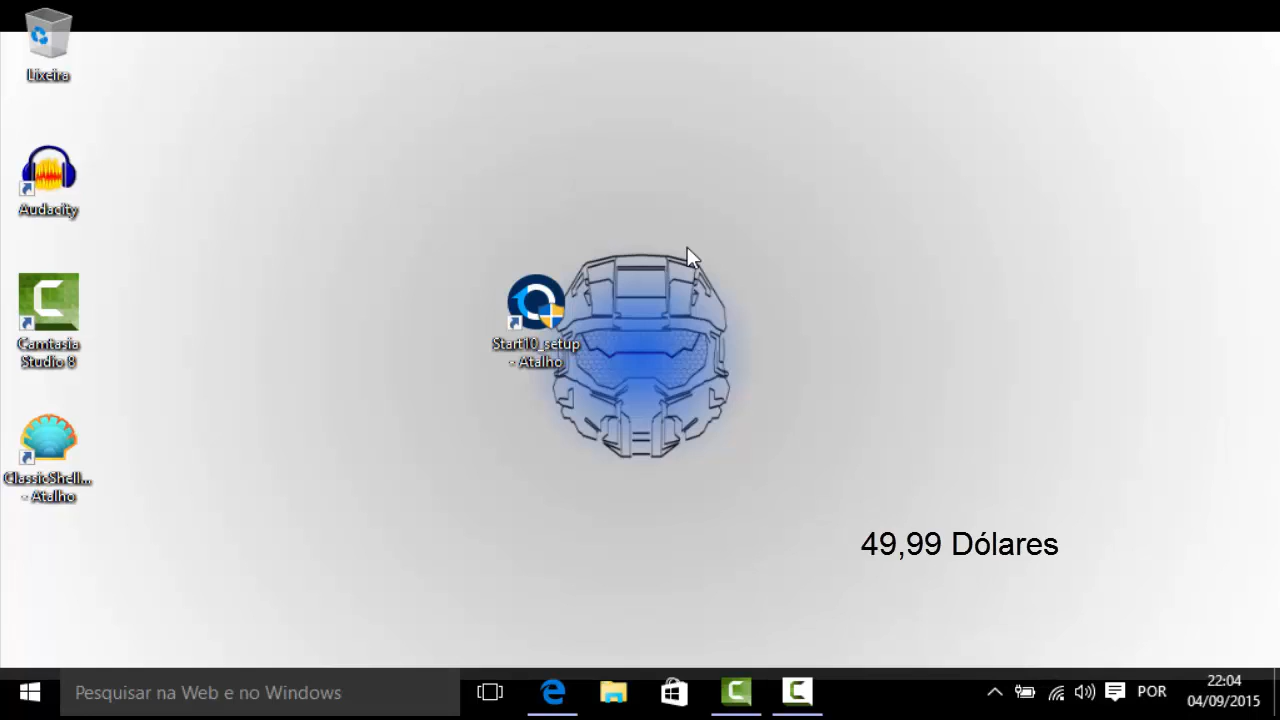 Lixeira
Audacity
Camtasia
Studio 8
ClassicShell...
- Atalho
Start10_setup
- Atalho
49,99 Dólares
Pesquisar na Web e no Windows
POR
22:04
04/09/2015